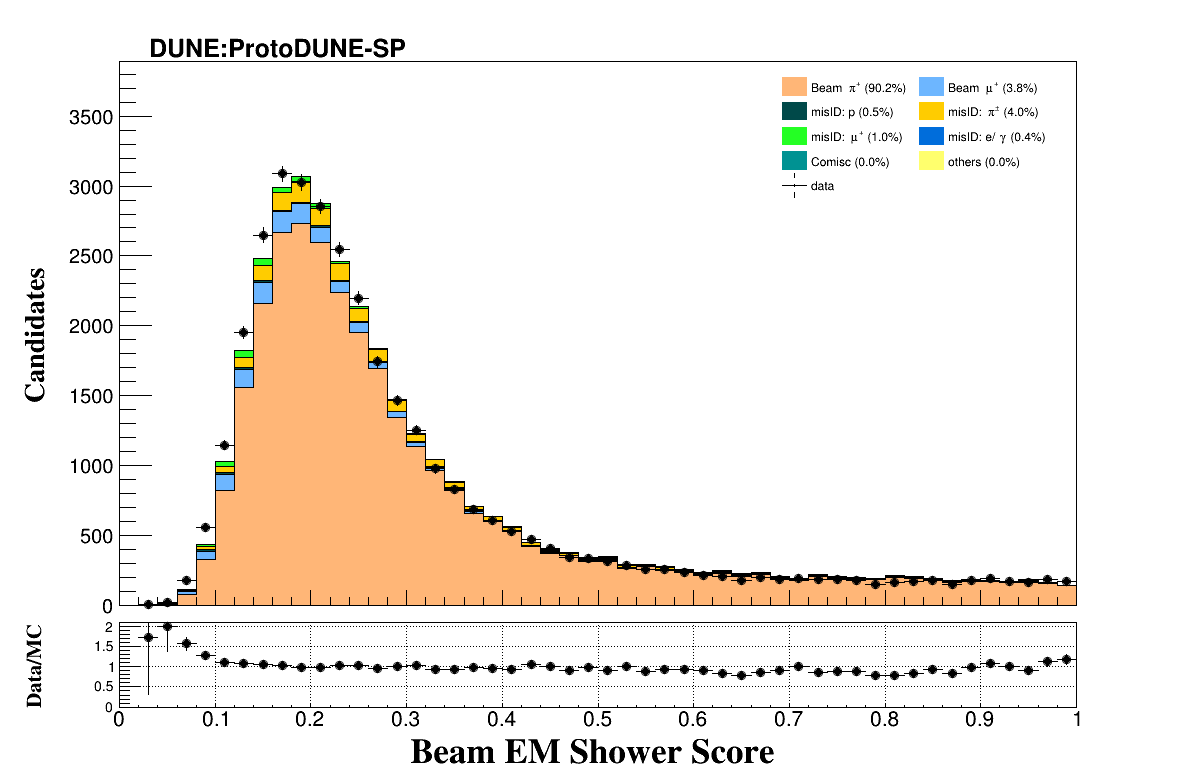 DUNE:ProtoDUNE-SP
Beam π⁺ (90.2%)
Beam μ⁺ (3.8%)
misID: p (0.5%)
misID: π± (4.0%)
misID: μ⁺ (1.0%)
misID: e/ γ (0.4%)
Comisc (0.0%)
others (0.0%)
data
3500
3000
2500
2000
1500
1000
500
0
Candidates
2
1.5
1
0.5
0
Data/MC
0 0.1 0.2 0.3 0.4 0.5 0.6 0.7 0.8 0.9 1
Beam EM Shower Score